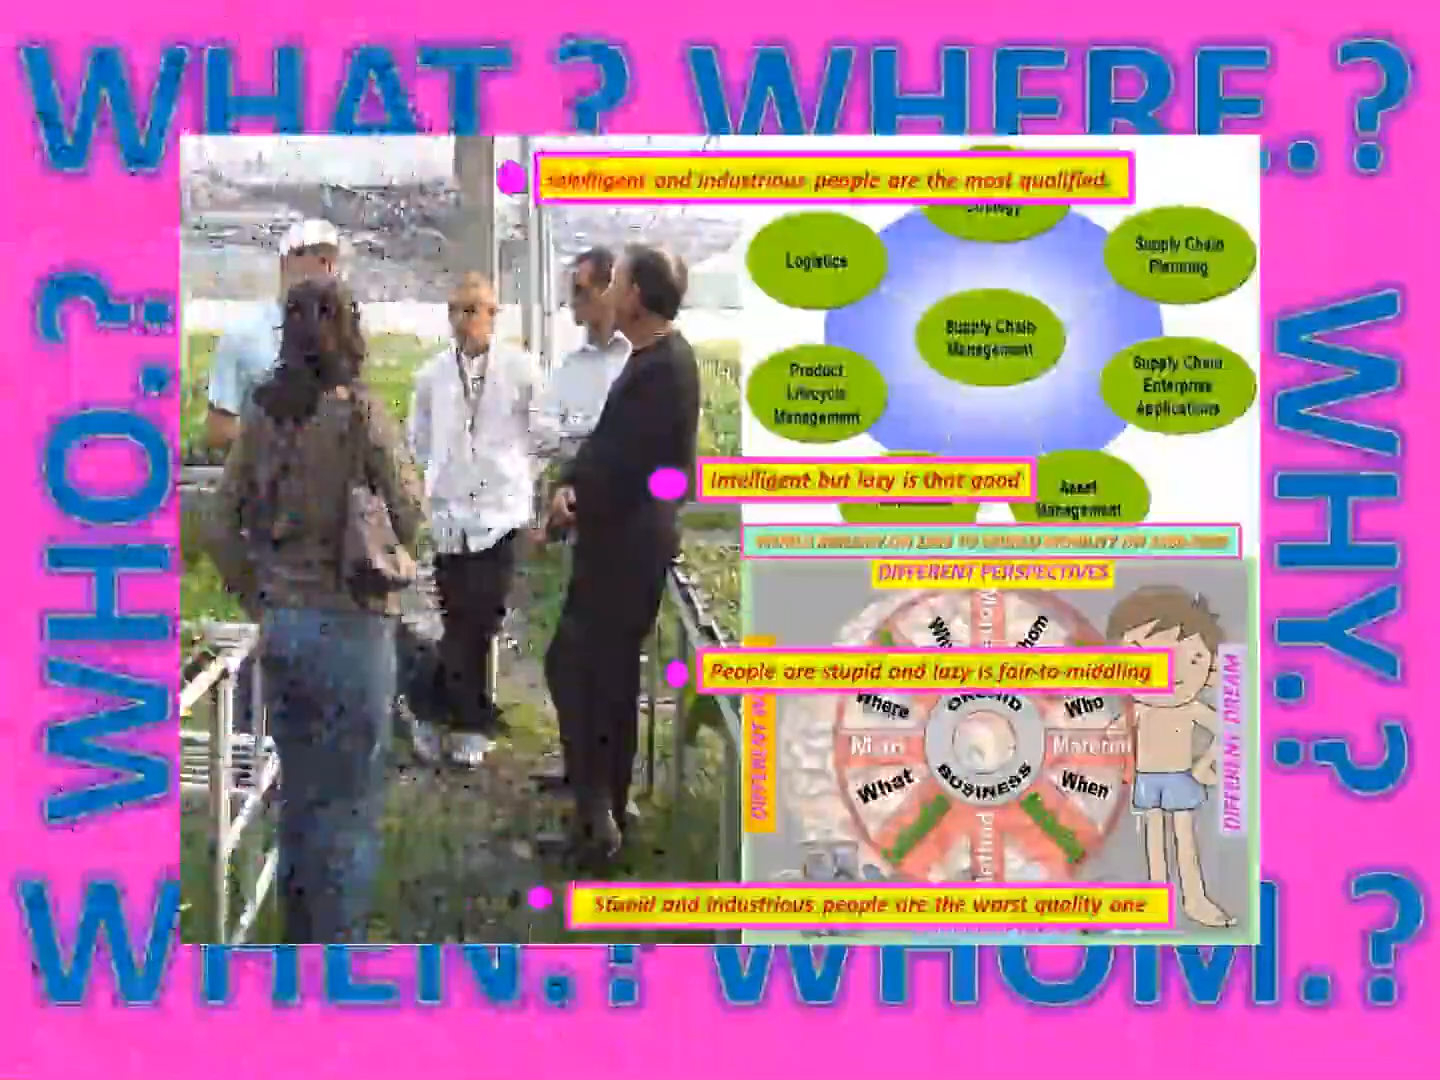 WHAT ? WHERE.?
WHO.?
WHY.?
WHEN.? WHOM.?
Intelligent and industrious people are the most qualified.
Logistics
Supply Chain
Planning
Supply Chain
Management
Product
Lifecycle
Management
Supply Chain
Enterprise
Applications
Intelligent but lazy is that good
Asset
Management
DIFFERENT PERSPECTIVES
People are stupid and lazy is fair-to-middling
Where
Who
Material
What
When
BUSINESS
DIFFERENT DREAM
Stupid and industrious people are the worst quality one